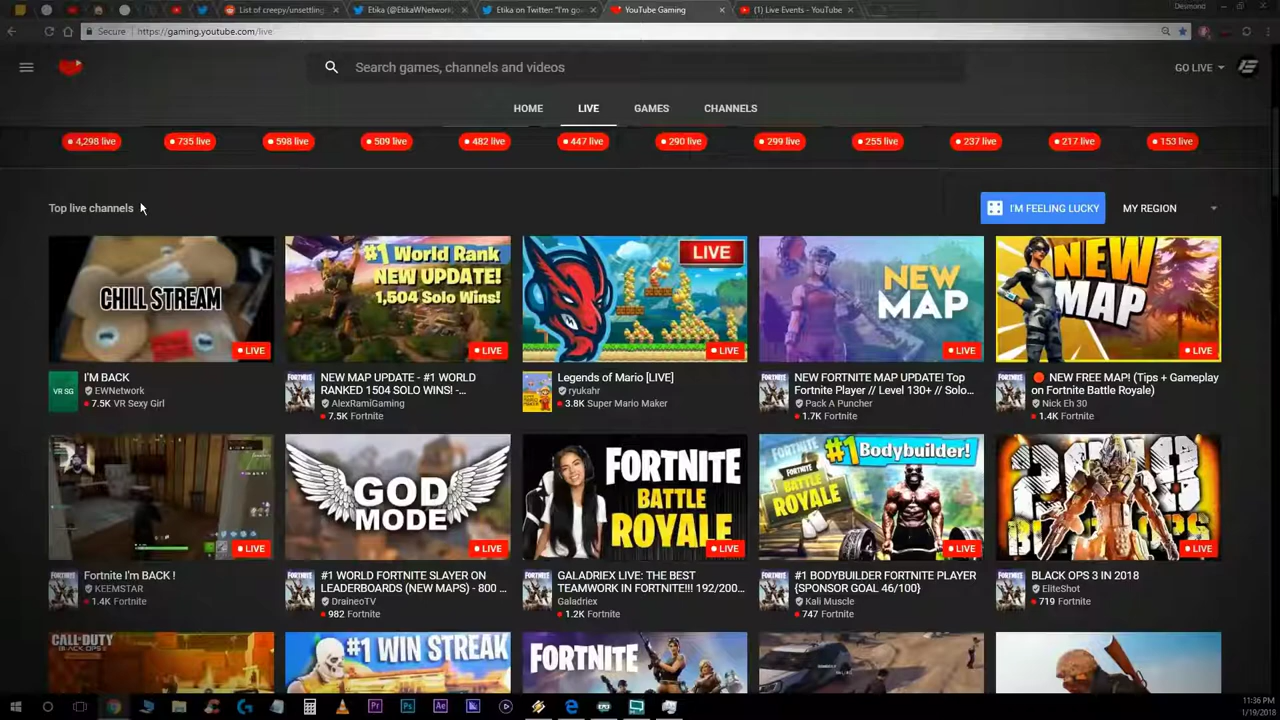 List of creepy/unsettling
Etika (@EtikaWNetwork
Etika on Twitter: "I'm go
YouTube Gaming
(1) Live Events - YouTube
Desmond
Secure
https://gaming.youtube.com/live
Search games, channels and videos
GO LIVE
HOME
LIVE
GAMES
CHANNELS
4,298 live
735 live
598 live
509 live
482 live
447 live
290 live
299 live
255 live
237 live
217 live
153 live
Top live channels
I'M FEELING LUCKY
MY REGION
CHILL STREAM
LIVE
#1 World Rank
NEW UPDATE!
1,504 Solo Wins!
LIVE
LIVE
LIVE
NEW
MAP
LIVE
NEW
MAP
LIVE
VR SG
I'M BACK
EWNetwork
7.5K VR Sexy Girl
NEW MAP UPDATE - #1 WORLD
RANKED 1504 SOLO WINS! -...
AlexRamiGaming
7.5K Fortnite
Legends of Mario [LIVE]
ryukahr
3.8K Super Mario Maker
NEW FORTNITE MAP UPDATE! Top
Fortnite Player // Level 130+ // Solo...
Pack A Puncher
1.7K Fortnite
NEW FREE MAP! (Tips + Gameplay
on Fortnite Battle Royale)
Nick Eh 30
1.4K Fortnite
LIVE
GOD
MODE
LIVE
FORTNITE
BATTLE
ROYALE
LIVE
#1 Bodybuilder!
FORTNITE
BATTLE
ROYALE
LIVE
LIVE
Fortnite I'm BACK !
KEEMSTAR
1.4K Fortnite
#1 WORLD FORTNITE SLAYER ON
LEADERBOARDS (NEW MAPS) - 800 ...
DraineoTV
982 Fortnite
GALADRIEX LIVE: THE BEST
TEAMWORK IN FORTNITE!!! 192/200...
Galadriex
1.2K Fortnite
#1 BODYBUILDER FORTNITE PLAYER
{SPONSOR GOAL 46/100}
Kali Muscle
747 Fortnite
BLACK OPS 3 IN 2018
EliteShot
719 Fortnite
CALL OF DUTY
#1 WIN STREAK
FORTNITE
11:36 PM
1/19/2018